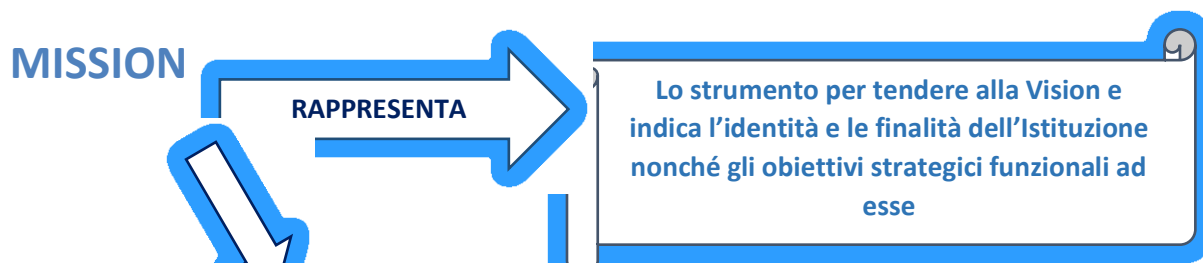 MISSION
RAPPRESENTA
Lo strumento per tendere alla Vision e
indica l’identità e le finalità dell’Istituzione
nonché gli obiettivi strategici funzionali ad
esse